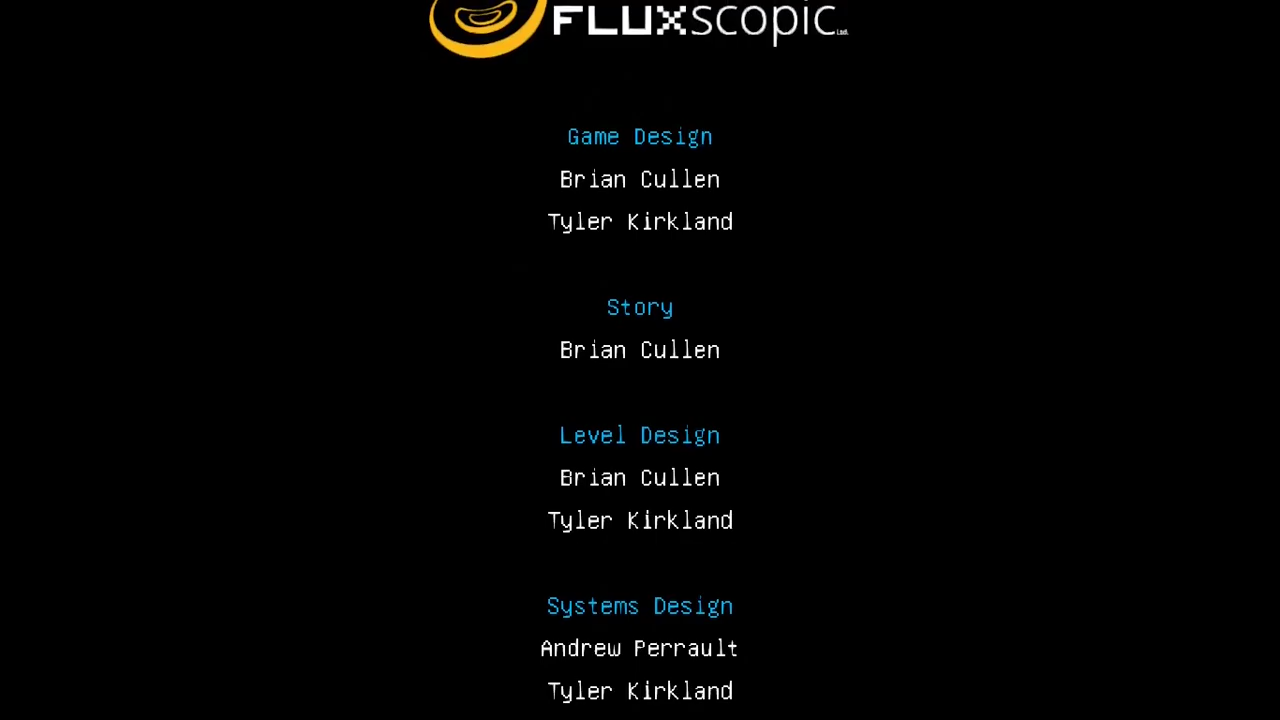 FLUXscopic Ltd.
Game Design
Brian Cullen
Tyler Kirkland
Story
Brian Cullen
Level Design
Brian Cullen
Tyler Kirkland
Systems Design
Andrew Perrault
Tyler Kirkland